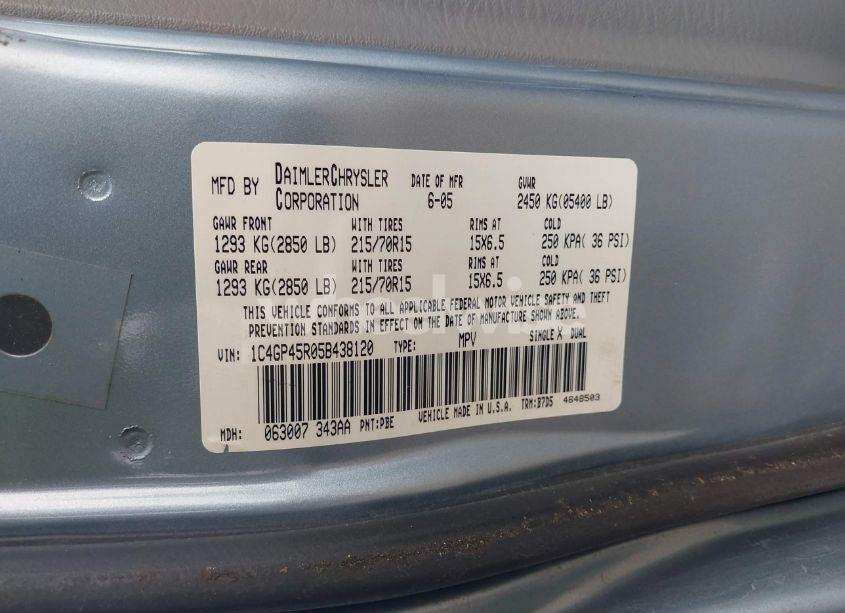 MFD BY DAIMLERCHRYSLER CORPORATION DATE OF MFR 6-05 GVWR 2450 KG(05400 LB)
GAWR FRONT WITH TIRES RIMS AT COLD
1293 KG(2850 LB) 215/70R15 15X6.5 250 KPA( 36 PSI)
GAWR REAR WITH TIRES RIMS AT COLD
1293 KG(2850 LB) 215/70R15 15X6.5 250 KPA( 36 PSI)
THIS VEHICLE CONFORMS TO ALL APPLICABLE FEDERAL MOTOR VEHICLE SAFETY AND THEFT
PREVENTION STANDARDS IN EFFECT ON THE DATE OF MANUFACTURE SHOWN ABOVE.
VIN: 1C4GP45R05B438120 TYPE: MPV SINGLE X DUAL
MDH: 063007 343AA PNT:PBE VEHICLE MADE IN U.S.A. TRM:B7D5 4648503